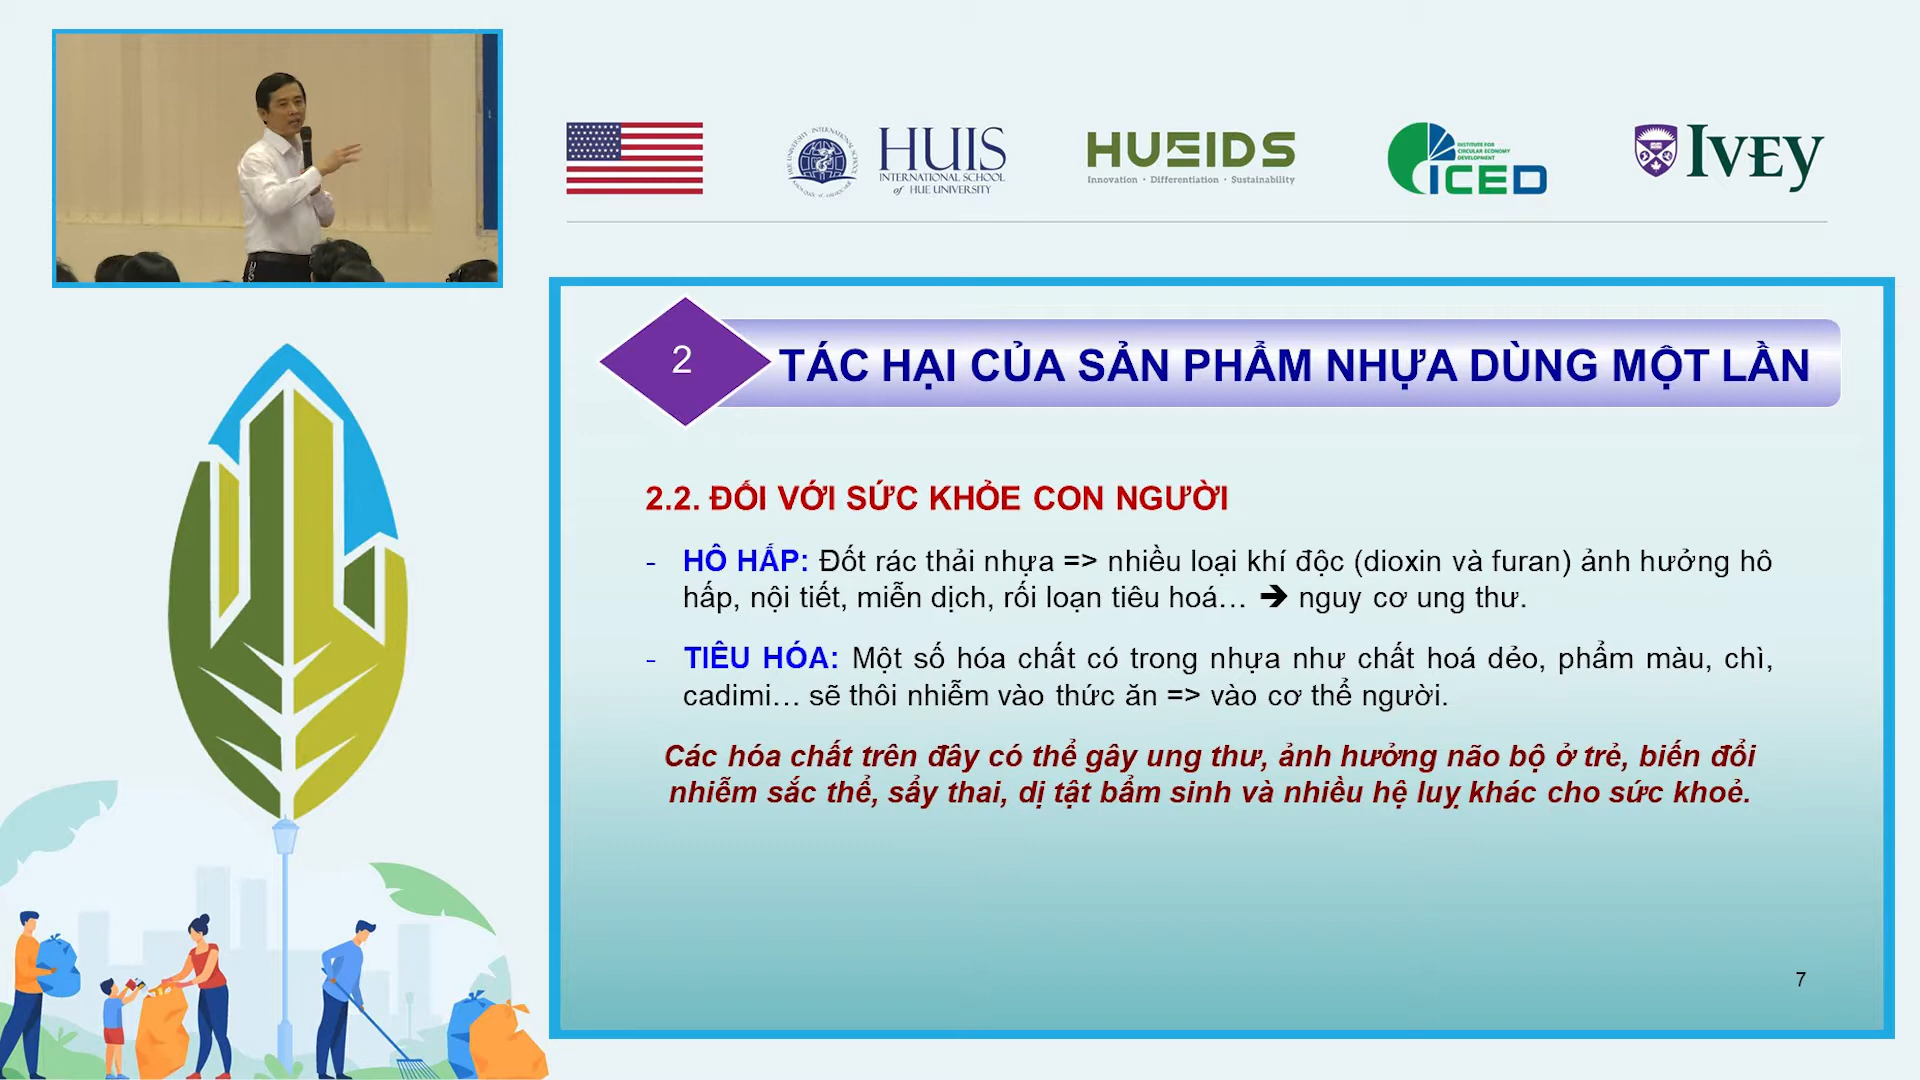 HUIS
INTERNATIONAL SCHOOL
of HUE UNIVERSITY
HUEIDS
Innovation • Differentiation • Sustainability
INSTITUTE FOR
CIRCULAR ECONOMY
DEVELOPMENT
ICED
IVEY
2
TÁC HẠI CỦA SẢN PHẨM NHỰA DÙNG MỘT LẦN
2.2. ĐỐI VỚI SỨC KHỎE CON NGƯỜI
- HÔ HẤP: Đốt rác thải nhựa => nhiều loại khí độc (dioxin và furan) ảnh hưởng hô
hấp, nội tiết, miễn dịch, rối loạn tiêu hoá… ➔ nguy cơ ung thư.
- TIÊU HÓA: Một số hóa chất có trong nhựa như chất hoá dẻo, phẩm màu, chì,
cadimi… sẽ thôi nhiễm vào thức ăn => vào cơ thể người.
Các hóa chất trên đây có thể gây ung thư, ảnh hưởng não bộ ở trẻ, biến đổi
nhiễm sắc thể, sẩy thai, dị tật bẩm sinh và nhiều hệ luỵ khác cho sức khoẻ.
7